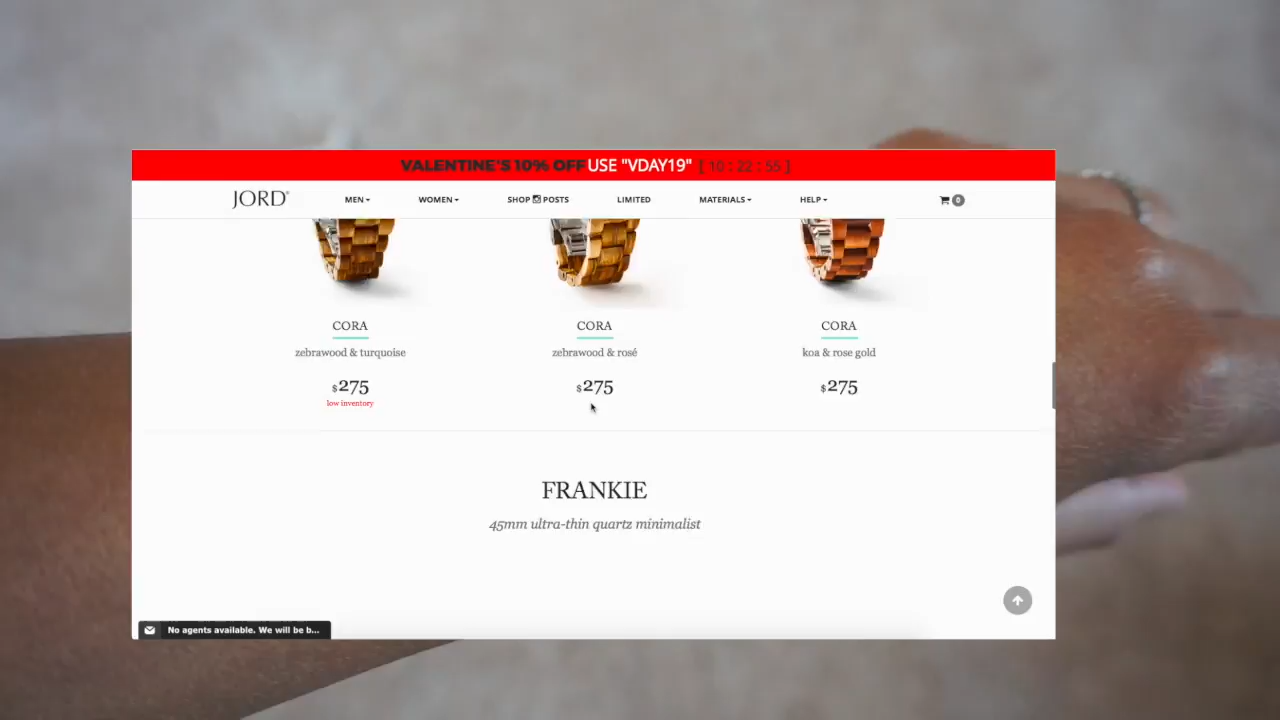 VALENTINE'S 10% OFF USE "VDAY19" [ 10 : 22 : 55 ]
JORD® MEN WOMEN SHOP POSTS LIMITED MATERIALS HELP 0
CORA CORA CORA
zebrawood & turquoise zebrawood & rosé koa & rose gold
$275 $275 $275
low inventory
FRANKIE
45mm ultra-thin quartz minimalist
No agents available. We will be b...